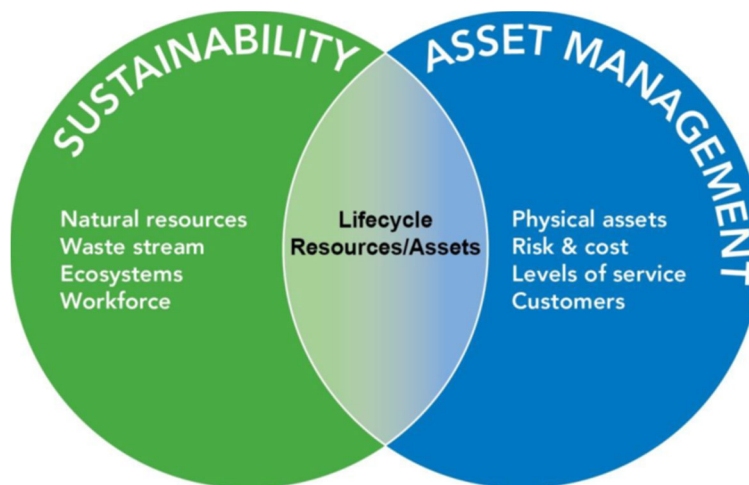 SUSTAINABILITY
ASSET MANAGEMENT
Natural resources
Waste stream
Ecosystems
Workforce
Lifecycle
Resources/Assets
Physical assets
Risk & cost
Levels of service
Customers